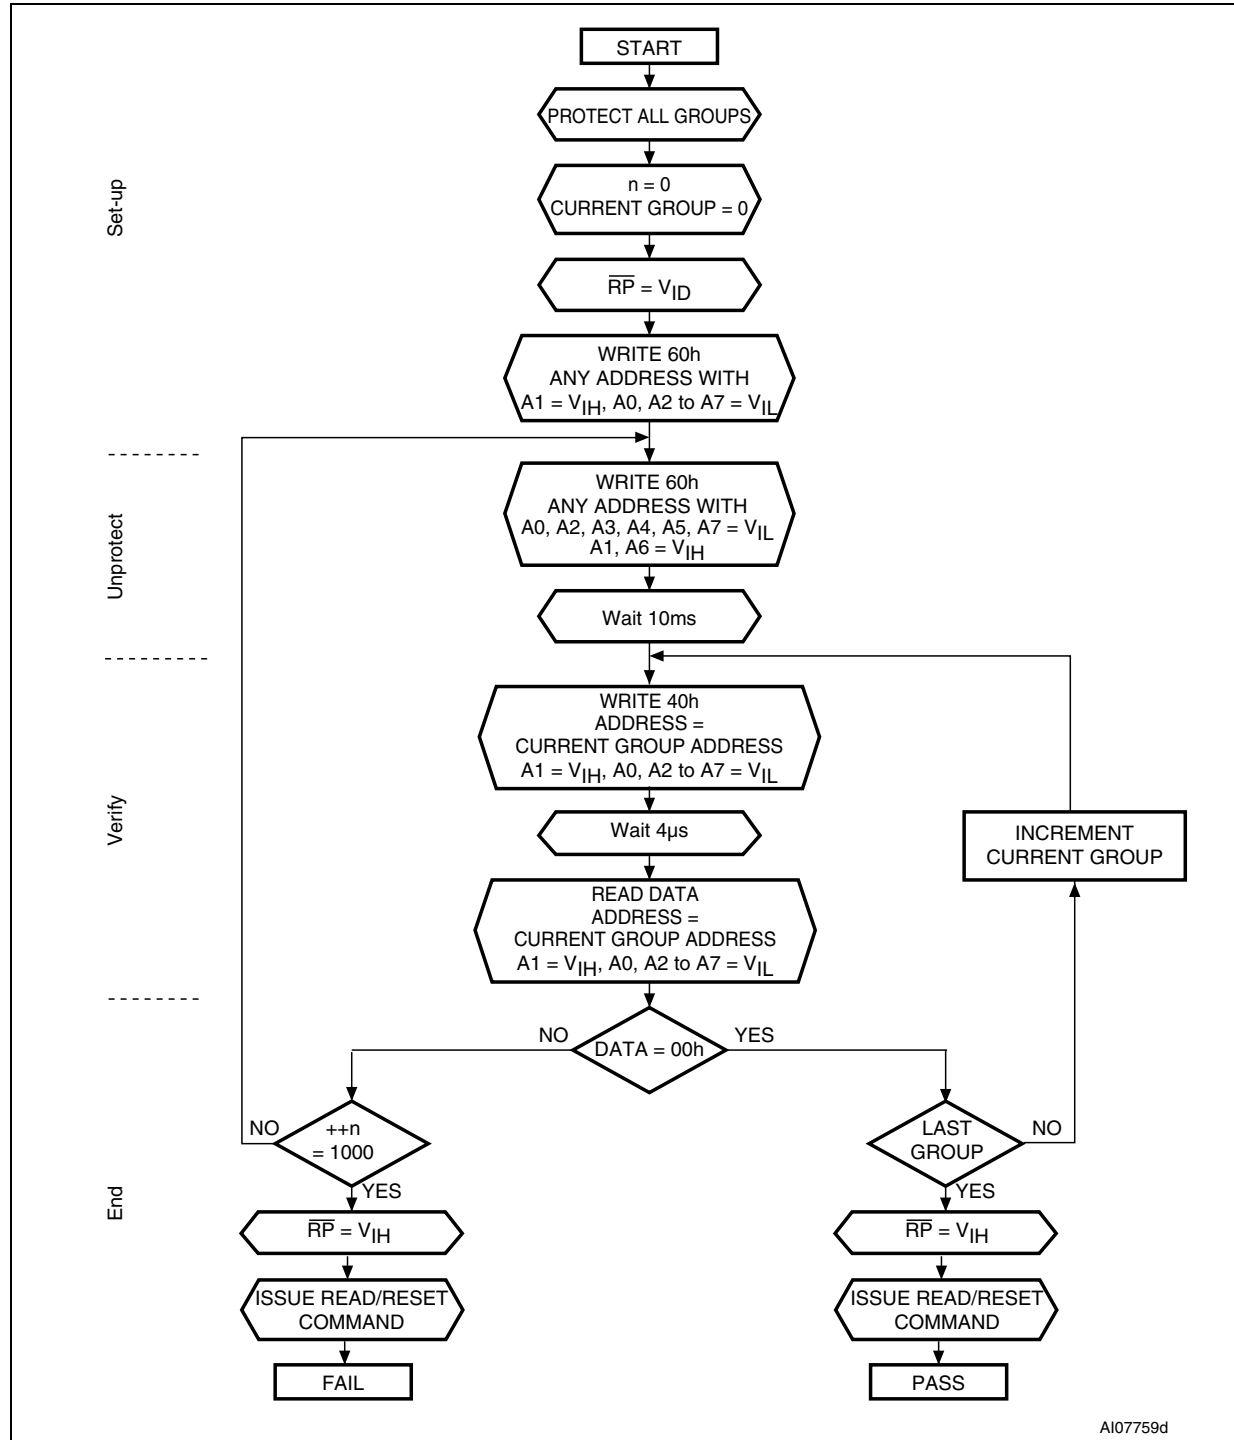 START
PROTECT ALL GROUPS
n = 0
CURRENT GROUP = 0
Set-up
R̅P̅ = VID
WRITE 60h
ANY ADDRESS WITH
A1 = VIH, A0, A2 to A7 = VIL
Unprotect
WRITE 60h
ANY ADDRESS WITH
A0, A2, A3, A4, A5, A7 = VIL
A1, A6 = VIH
Wait 10ms
Verify
WRITE 40h
ADDRESS =
CURRENT GROUP ADDRESS
A1 = VIH, A0, A2 to A7 = VIL
Wait 4µs
INCREMENT
CURRENT GROUP
READ DATA
ADDRESS =
CURRENT GROUP ADDRESS
A1 = VIH, A0, A2 to A7 = VIL
End
NO
DATA = 00h
YES
NO
++n
= 1000
YES
LAST
GROUP
NO
YES
R̅P̅ = VIH
R̅P̅ = VIH
ISSUE READ/RESET
COMMAND
ISSUE READ/RESET
COMMAND
FAIL
PASS
AI07759d